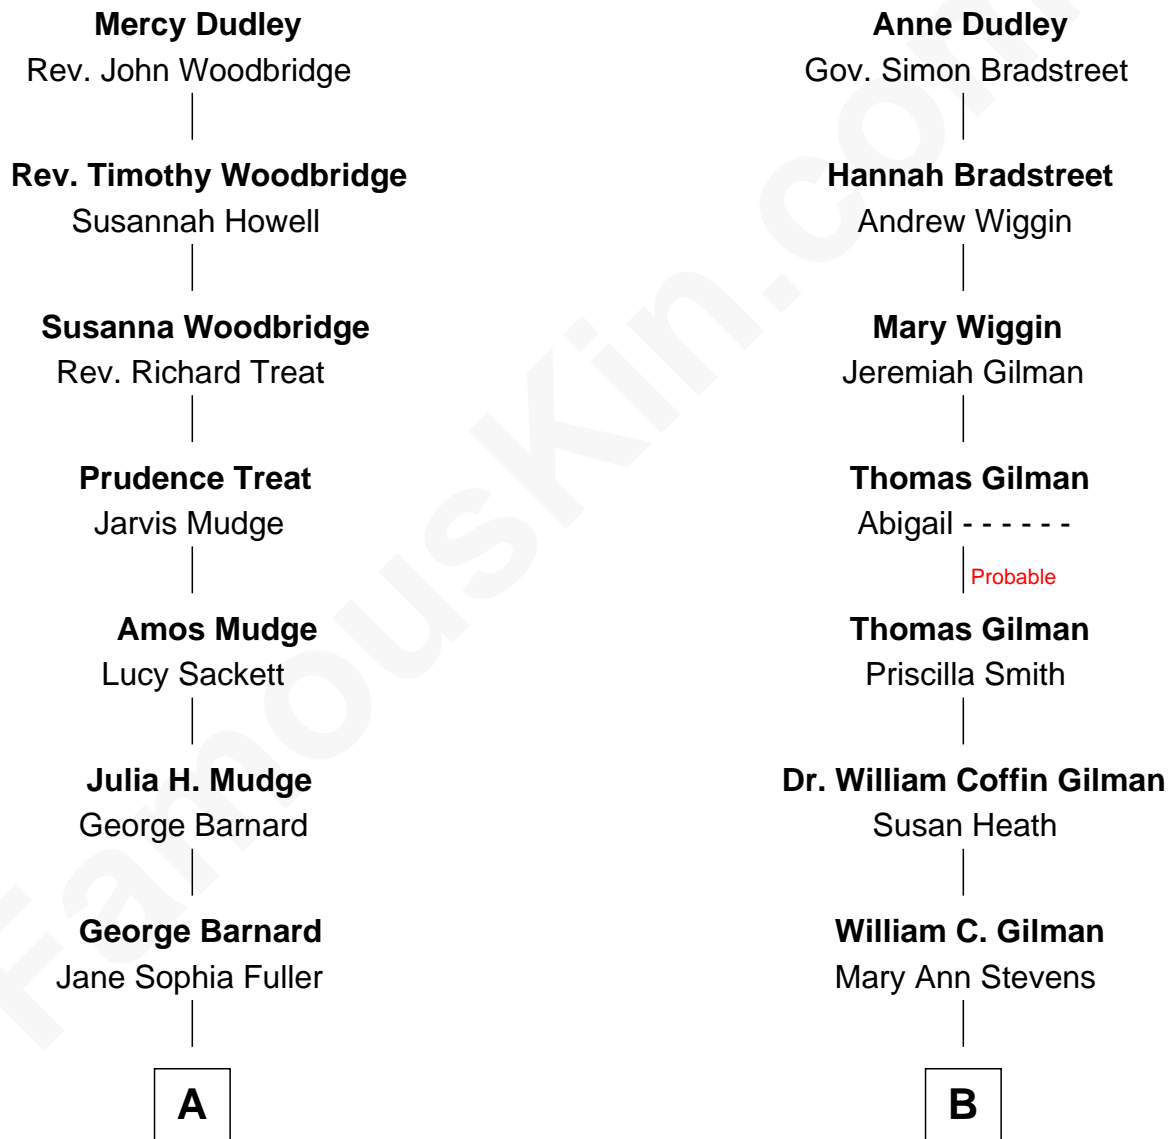 Mercy Dudley
Rev. John Woodbridge
Rev. Timothy Woodbridge
Susannah Howell
Susanna Woodbridge
Rev. Richard Treat
Prudence Treat
Jarvis Mudge
Amos Mudge
Lucy Sackett
Julia H. Mudge
George Barnard
George Barnard
Jane Sophia Fuller
A
Anne Dudley
Gov. Simon Bradstreet
Hannah Bradstreet
Andrew Wiggin
Mary Wiggin
Jeremiah Gilman
Thomas Gilman
Abigail - - - - - -
Probable
Thomas Gilman
Priscilla Smith
Dr. William Coffin Gilman
Susan Heath
William C. Gilman
Mary Ann Stevens
B
FamousKin.com